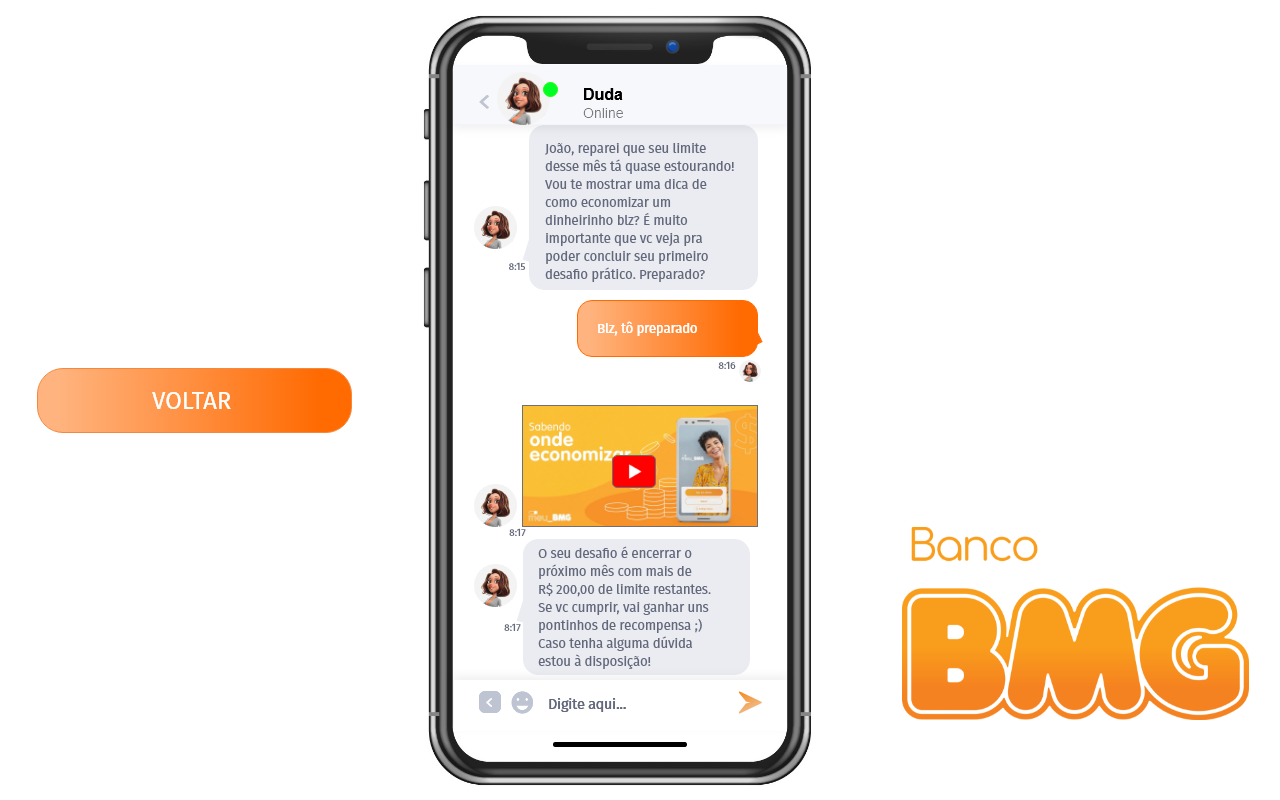 Duda
Online
João, reparei que seu limite
desse mês tá quase estourando!
Vou te mostrar uma dica de
como economizar um
dinheirinho blz? É muito
importante que vc veja pra
poder concluir seu primeiro
desafio prático. Preparado?
8:15
Blz, tô preparado
8:16
VOLTAR
Sabendo
onde
economizar
meu_BMG
8:17
O seu desafio é encerrar o
próximo mês com mais de
R$ 200,00 de limite restantes.
Se vc cumprir, vai ganhar uns
pontinhos de recompensa ;)
Caso tenha alguma dúvida
estou à disposição!
8:17
Digite aqui...
Banco
BMG